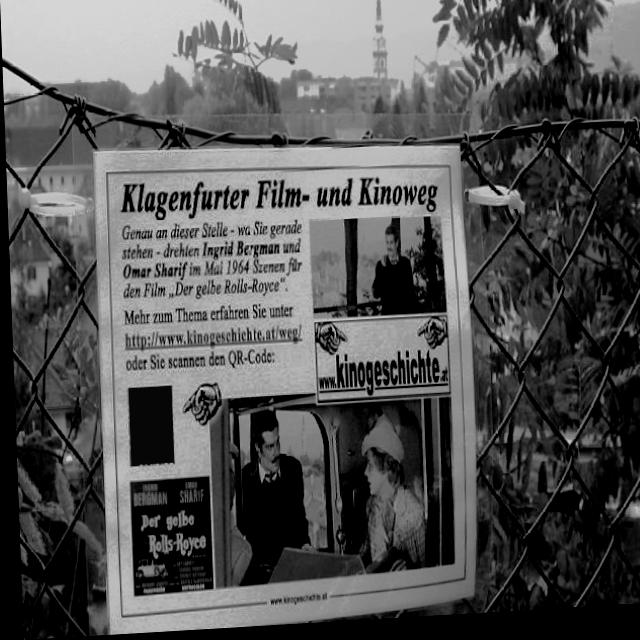 Klagenfurter Film- und Kinoweg
Genau an dieser Stelle - wo Sie gerade
stehen - drehten Ingrid Bergman und
Omar Sharif im Mai 1964 Szenen für
den Film „Der gelbe Rolls-Royce“.
Mehr zum Thema erfahren Sie unter
http://www.kinogeschichte.at/weg/
oder Sie scannen den QR-Code:
www.kinogeschichte.at
INGRID OMAR
BERGMAN SHARIF
Der gelbe
Rolls-Royce
www.kinogeschichte.at